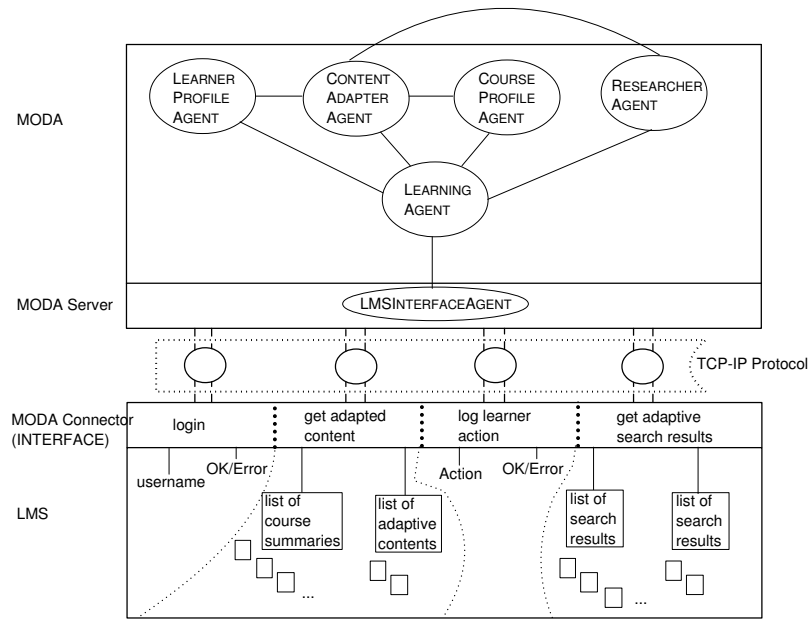 LEARNER
PROFILE
AGENT
CONTENT
ADAPTER
AGENT
COURSE
PROFILE
AGENT
RESEARCHER
AGENT
MODA
LEARNING
AGENT
MODA Server
LMSINTERFACEAGENT
TCP-IP Protocol
MODA Connector
(INTERFACE)
login
get adapted
content
log learner
action
get adaptive
search results
username
OK/Error
Action
OK/Error
LMS
list of
course
summaries
list of
adaptive
contents
list of
search
results
list of
search
results
...
...